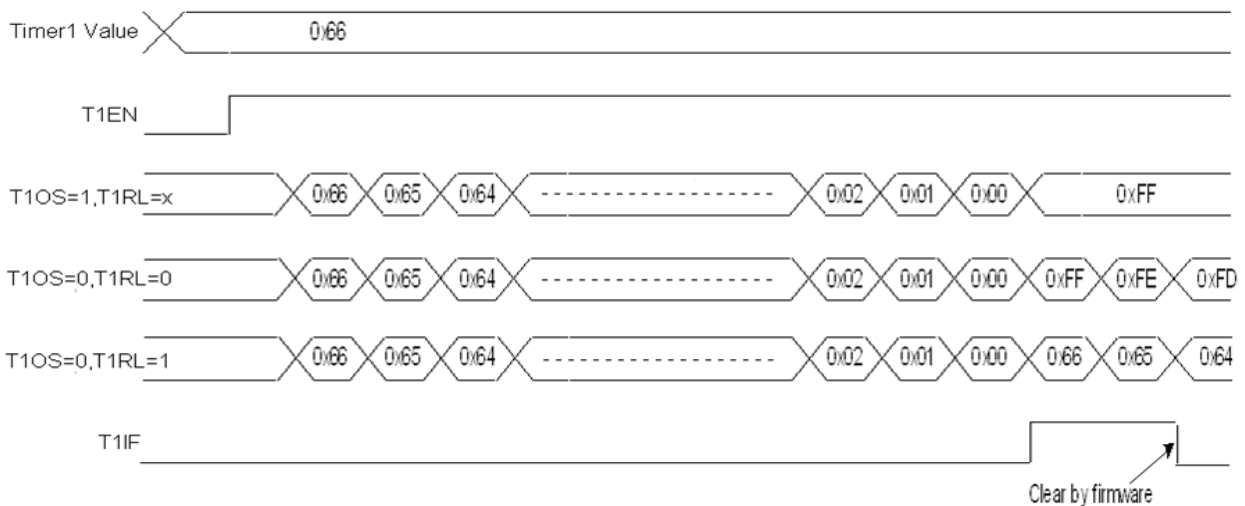 Timer1 Value 0x66
T1EN
T1OS=1,T1RL=x 0x66 0x65 0x64 0x02 0x01 0x00 0xFF
T1OS=0,T1RL=0 0x66 0x65 0x64 0x02 0x01 0x00 0xFF 0xFE 0xFD
T1OS=0,T1RL=1 0x66 0x65 0x64 0x02 0x01 0x00 0x66 0x65 0x64
T1IF
Clear by firmware